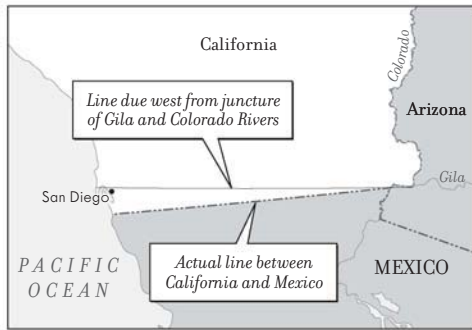 California
Colorado
Line due west from juncture
of Gila and Colorado Rivers
Arizona
Gila
San Diego
Actual line between
California and Mexico
PACIFIC
OCEAN
MEXICO